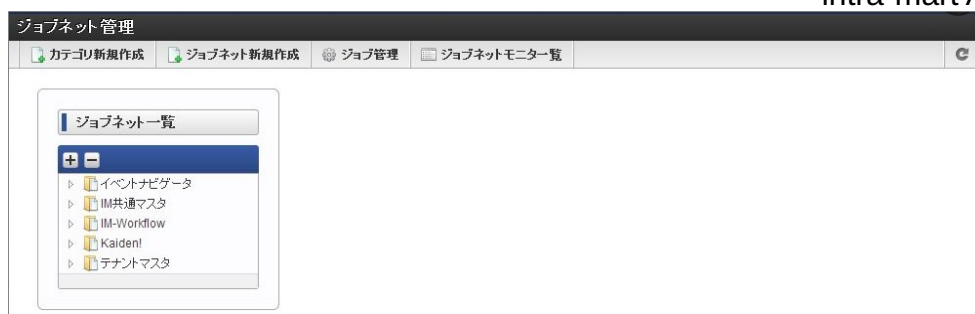 ジョブネット管理
カテゴリ新規作成 ジョブネット新規作成 ジョブ管理 ジョブネットモニター覧
ジョブネット一覧
イベントナビゲータ
IM共通マスタ
IM-Workflow
Kaiden!
テナントマスタ